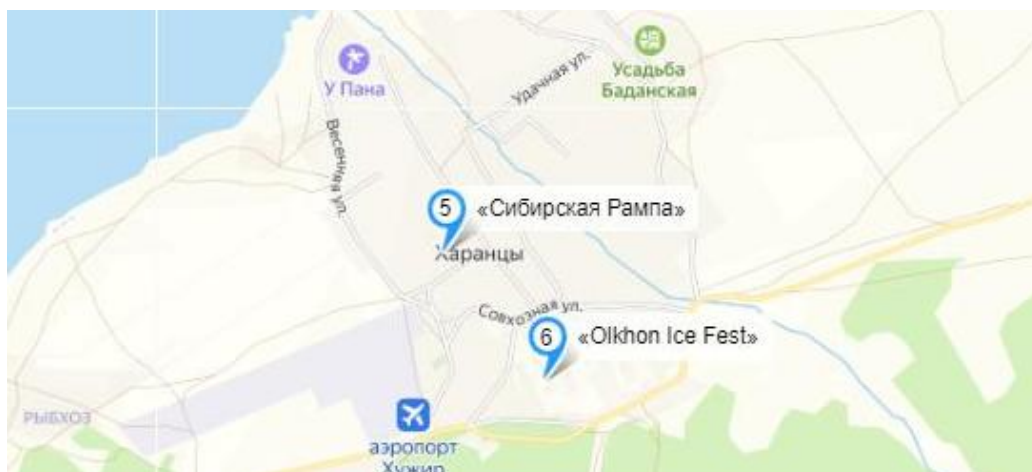 У Пана
Удачная ул.
Усадьба
Баданская
Весенняя ул.
5 «Сибирская Рампа»
Харанцы
Совхозная ул.
6 «Olkhon Ice Fest»
РЫБХОЗ
аэропорт
Хужир